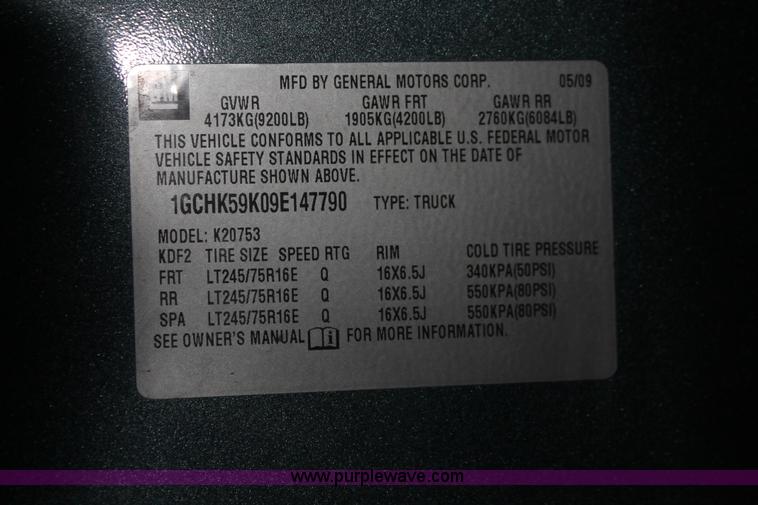 MFD BY GENERAL MOTORS CORP. 05/09
GVWR GAWR FRT GAWR RR
4173KG(9200LB) 1905KG(4200LB) 2760KG(6084LB)
THIS VEHICLE CONFORMS TO ALL APPLICABLE U.S. FEDERAL MOTOR
VEHICLE SAFETY STANDARDS IN EFFECT ON THE DATE OF
MANUFACTURE SHOWN ABOVE.
1GCHK59K09E147790 TYPE: TRUCK
MODEL: K20753
KDF2 TIRE SIZE SPEED RTG RIM COLD TIRE PRESSURE
FRT LT245/75R16E Q 16X6.5J 340KPA(50PSI)
RR LT245/75R16E Q 16X6.5J 550KPA(80PSI)
SPA LT245/75R16E Q 16X6.5J 550KPA(80PSI)
SEE OWNER'S MANUAL FOR MORE INFORMATION.
www.purplewave.com